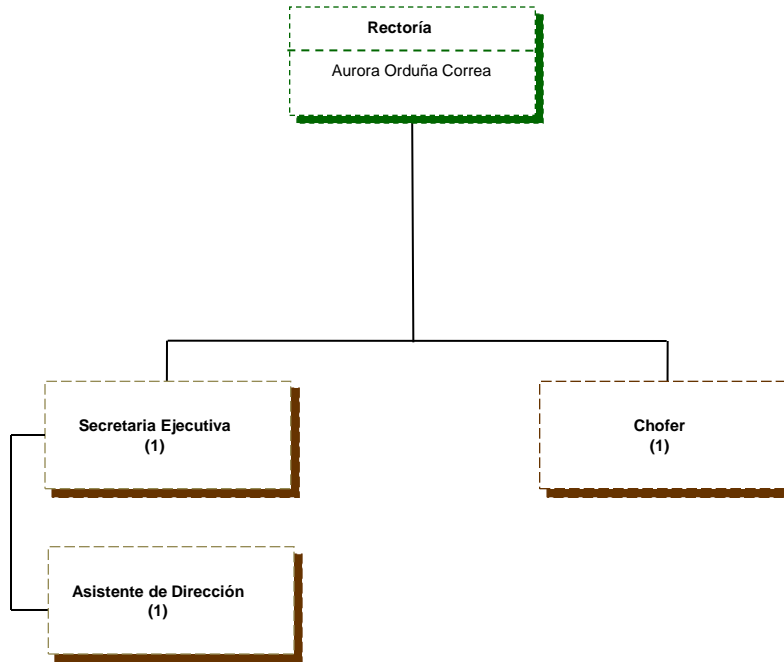 Rectoría
Aurora Orduña Correa
Secretaria Ejecutiva
(1)
Chofer
(1)
Asistente de Dirección
(1)